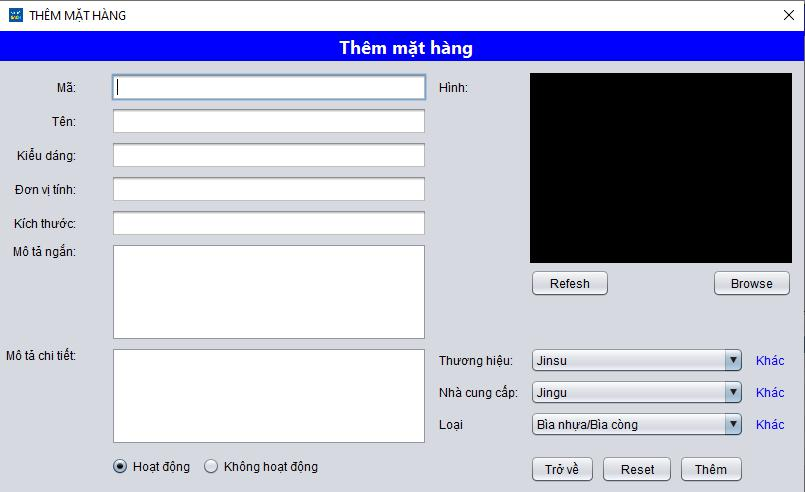 THÊM MẶT HÀNG
Thêm mặt hàng
Mã:
Hình:
Tên:
Kiểu dáng:
Đơn vị tính:
Kích thước:
Mô tả ngắn:
Refesh
Browse
Mô tả chi tiết:
Thương hiệu:
Jinsu
Khác
Nhà cung cấp:
Jingu
Khác
Loại
Bìa nhựa/Bìa còng
Khác
Hoạt động
Không hoạt động
Trở về
Reset
Thêm